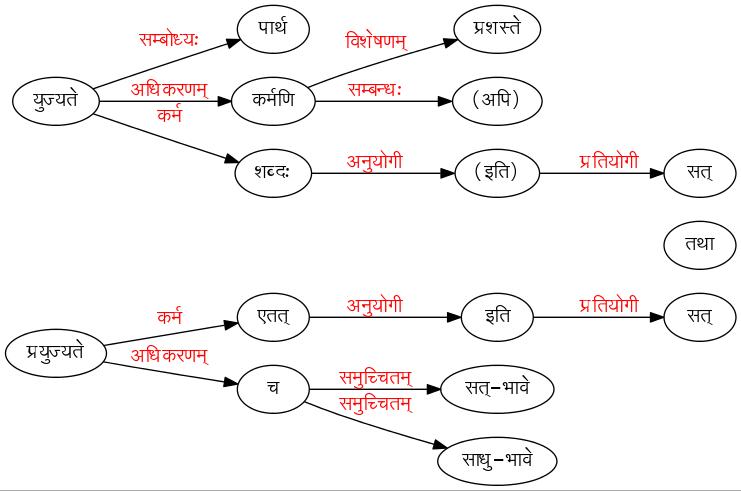 सम्बोध्यः पार्थ विशेषणम् प्रशस्ते
युज्यते अधिकरणम् कर्मणि सम्बन्धः (अपि)
कर्म
शब्दः अनुयोगी (इति) प्रतियोगी सत्
तथा
कर्म एतत् अनुयोगी इति प्रतियोगी सत्
प्रयुज्यते अधिकरणम्
च समुच्चितम् सत्-भावे
समुच्चितम्
साधु-भावे